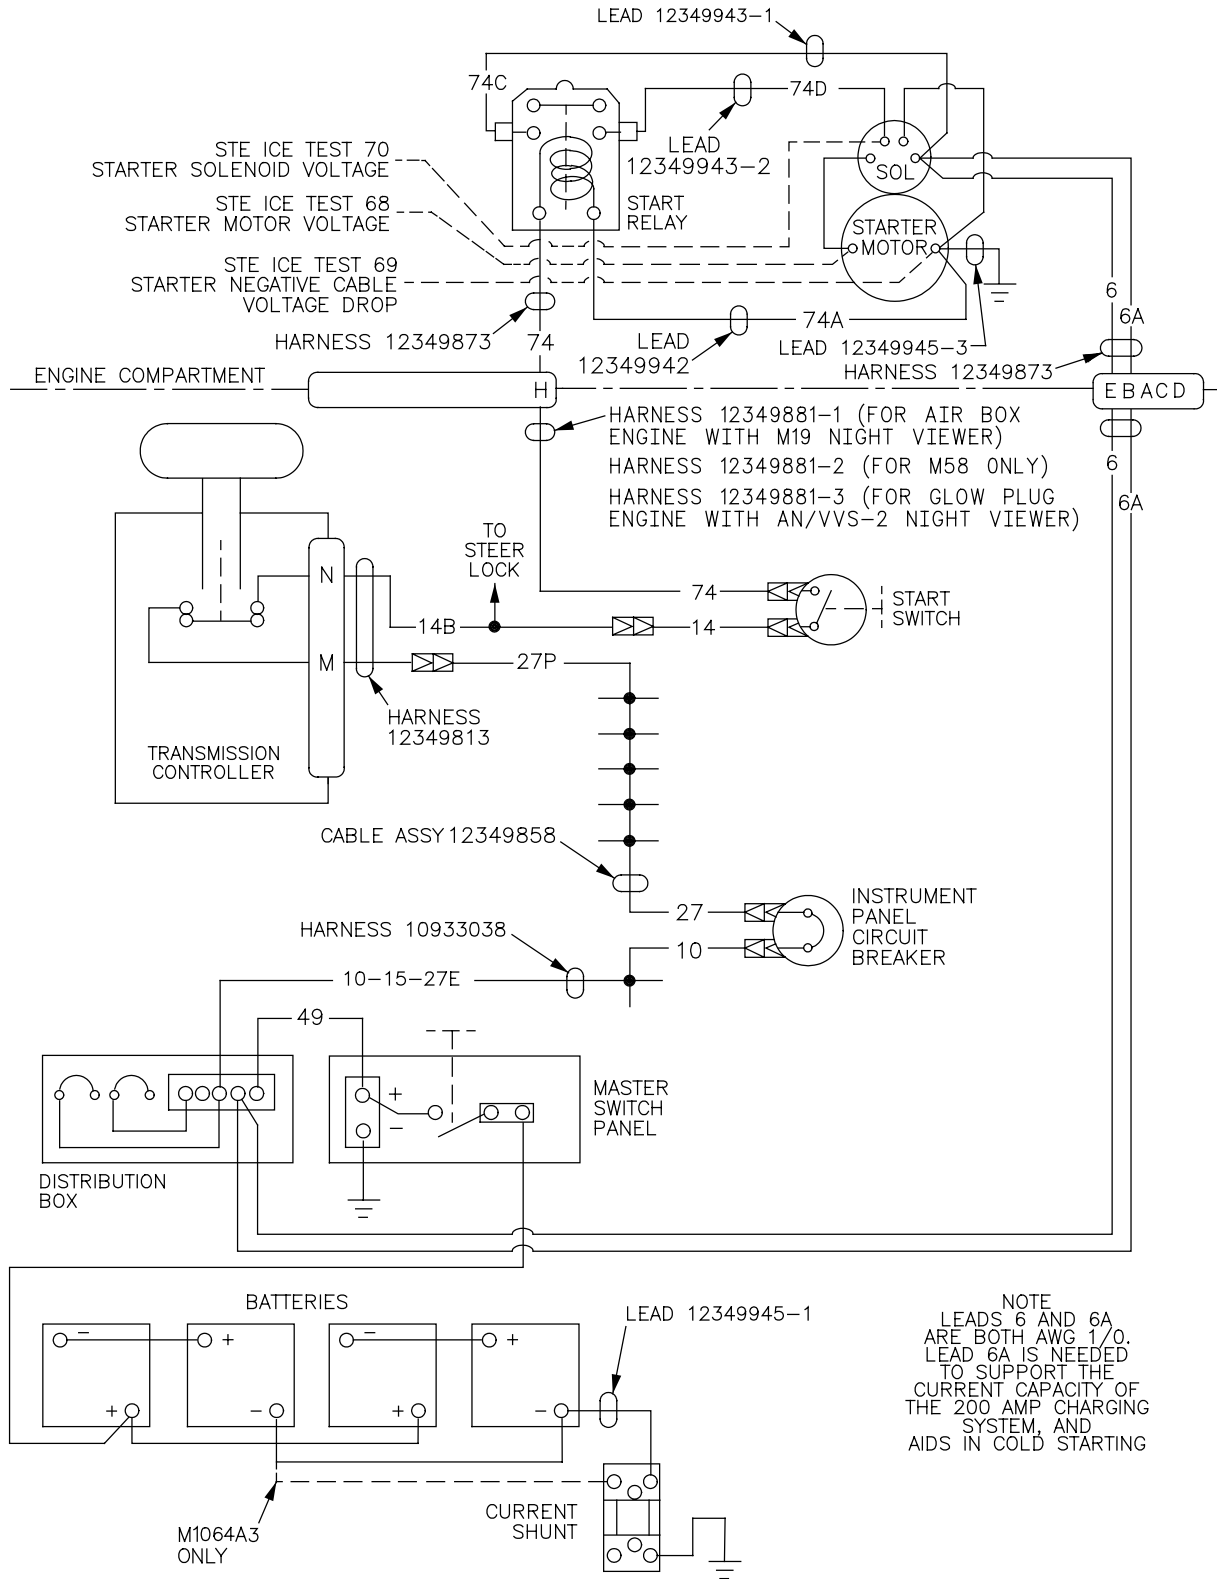 LEAD 12349943-1
74C
74D
LEAD
12349943-2
STE ICE TEST 70
STARTER SOLENOID VOLTAGE
SOL
STE ICE TEST 68
STARTER MOTOR VOLTAGE
START
RELAY
STARTER
MOTOR
STE ICE TEST 69
STARTER NEGATIVE CABLE
VOLTAGE DROP
6
6A
74A
HARNESS 12349873
74
LEAD
12349942
LEAD 12349945-3
HARNESS 12349873
ENGINE COMPARTMENT
H
EBACD
HARNESS 12349881-1 (FOR AIR BOX
ENGINE WITH M19 NIGHT VIEWER)
HARNESS 12349881-2 (FOR M58 ONLY)
HARNESS 12349881-3 (FOR GLOW PLUG
ENGINE WITH AN/VVS-2 NIGHT VIEWER)
6
6A
TO
STEER
LOCK
N
74
START
SWITCH
14B
14
M
27P
HARNESS
12349813
TRANSMISSION
CONTROLLER
CABLE ASSY 12349858
27
INSTRUMENT
PANEL
CIRCUIT
BREAKER
HARNESS 10933038
10
10-15-27E
49
+
-
MASTER
SWITCH
PANEL
DISTRIBUTION
BOX
BATTERIES
LEAD 12349945-1
- + - +
+ - + -
NOTE
LEADS 6 AND 6A
ARE BOTH AWG 1/0.
LEAD 6A IS NEEDED
TO SUPPORT THE
CURRENT CAPACITY OF
THE 200 AMP CHARGING
SYSTEM, AND
AIDS IN COLD STARTING
CURRENT
SHUNT
M1064A3
ONLY